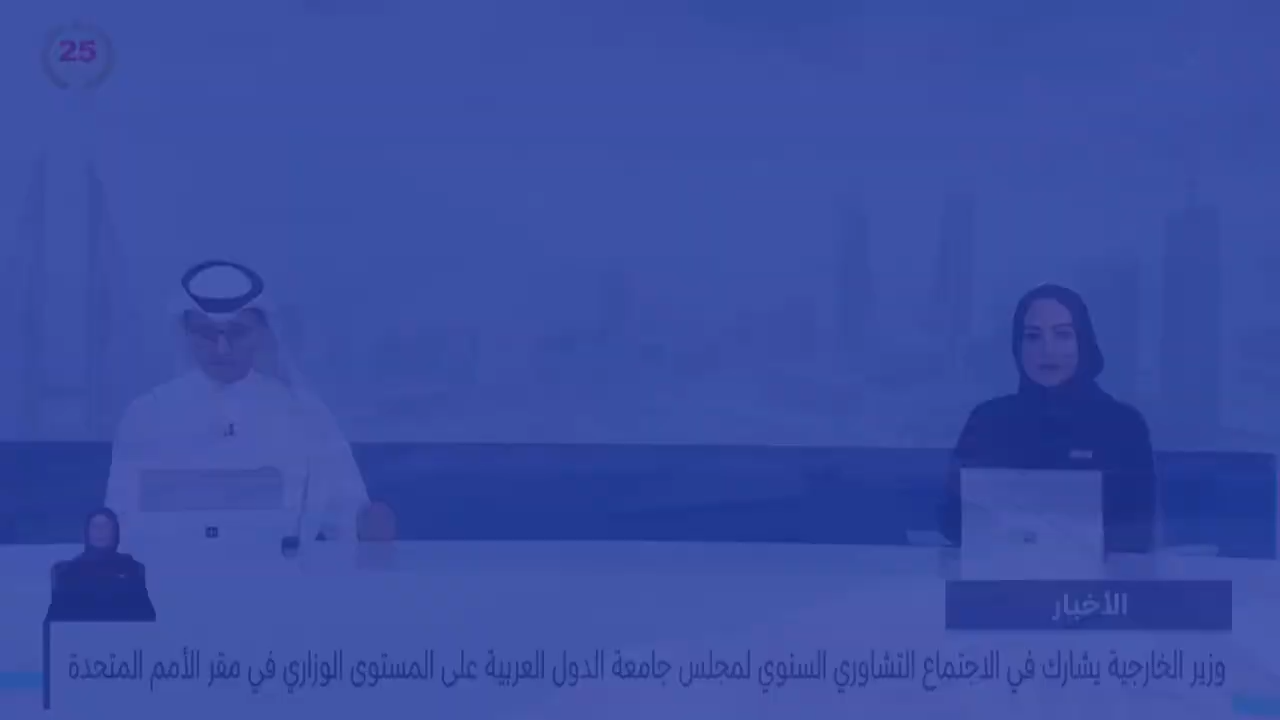 25
الأخبار
وزير الخارجية يشارك في الاجتماع التشاوري السنوي لمجلس جامعة الدول العربية على المستوى الوزاري في مقر الأمم المتحدة